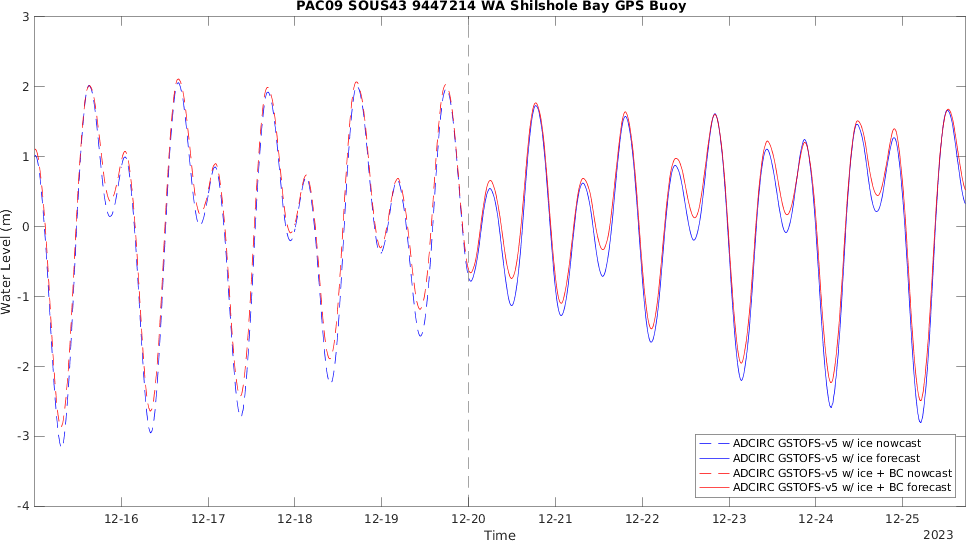 PAC09 SOUS43 9447214 WA Shilshole Bay GPS Buoy
3
2
1
0
-1
-2
-3
-4
Water Level (m)
12-16
12-17
12-18
12-19
12-20
12-21
12-22
12-23
12-24
12-25
Time
2023
ADCIRC GSTOFS-v5 w/ ice nowcast
ADCIRC GSTOFS-v5 w/ ice forecast
ADCIRC GSTOFS-v5 w/ ice + BC nowcast
ADCIRC GSTOFS-v5 w/ ice + BC forecast